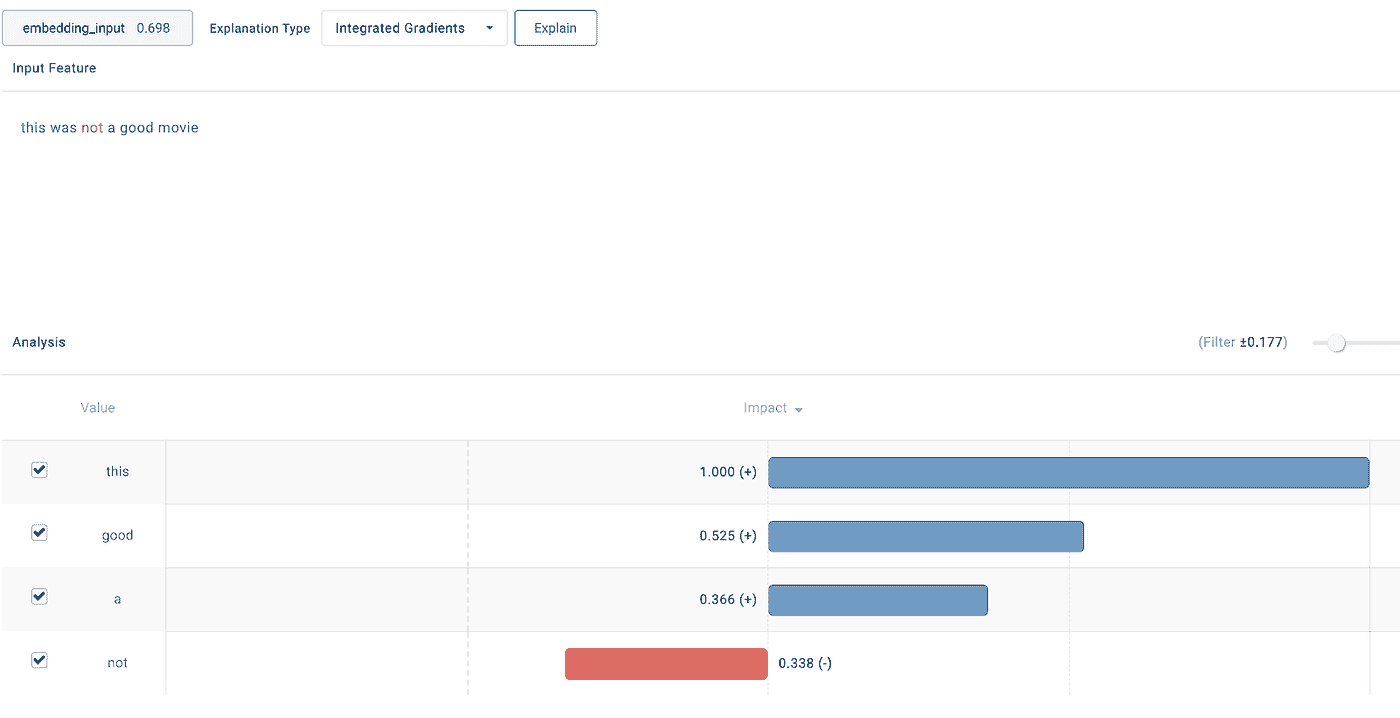 embedding_input 0.698 Explanation Type Integrated Gradients Explain
Input Feature
this was not a good movie
Analysis (Filter ±0.177)
Value Impact
this 1.000 (+)
good 0.525 (+)
a 0.366 (+)
not 0.338 (-)